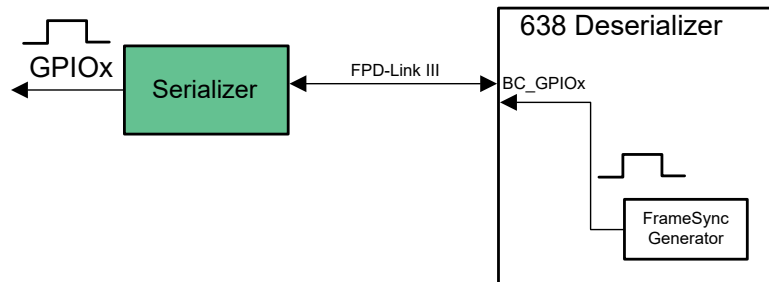 638 Deserializer
GPIOx
Serializer
FPD-Link III
BC_GPIOx
FrameSync
Generator